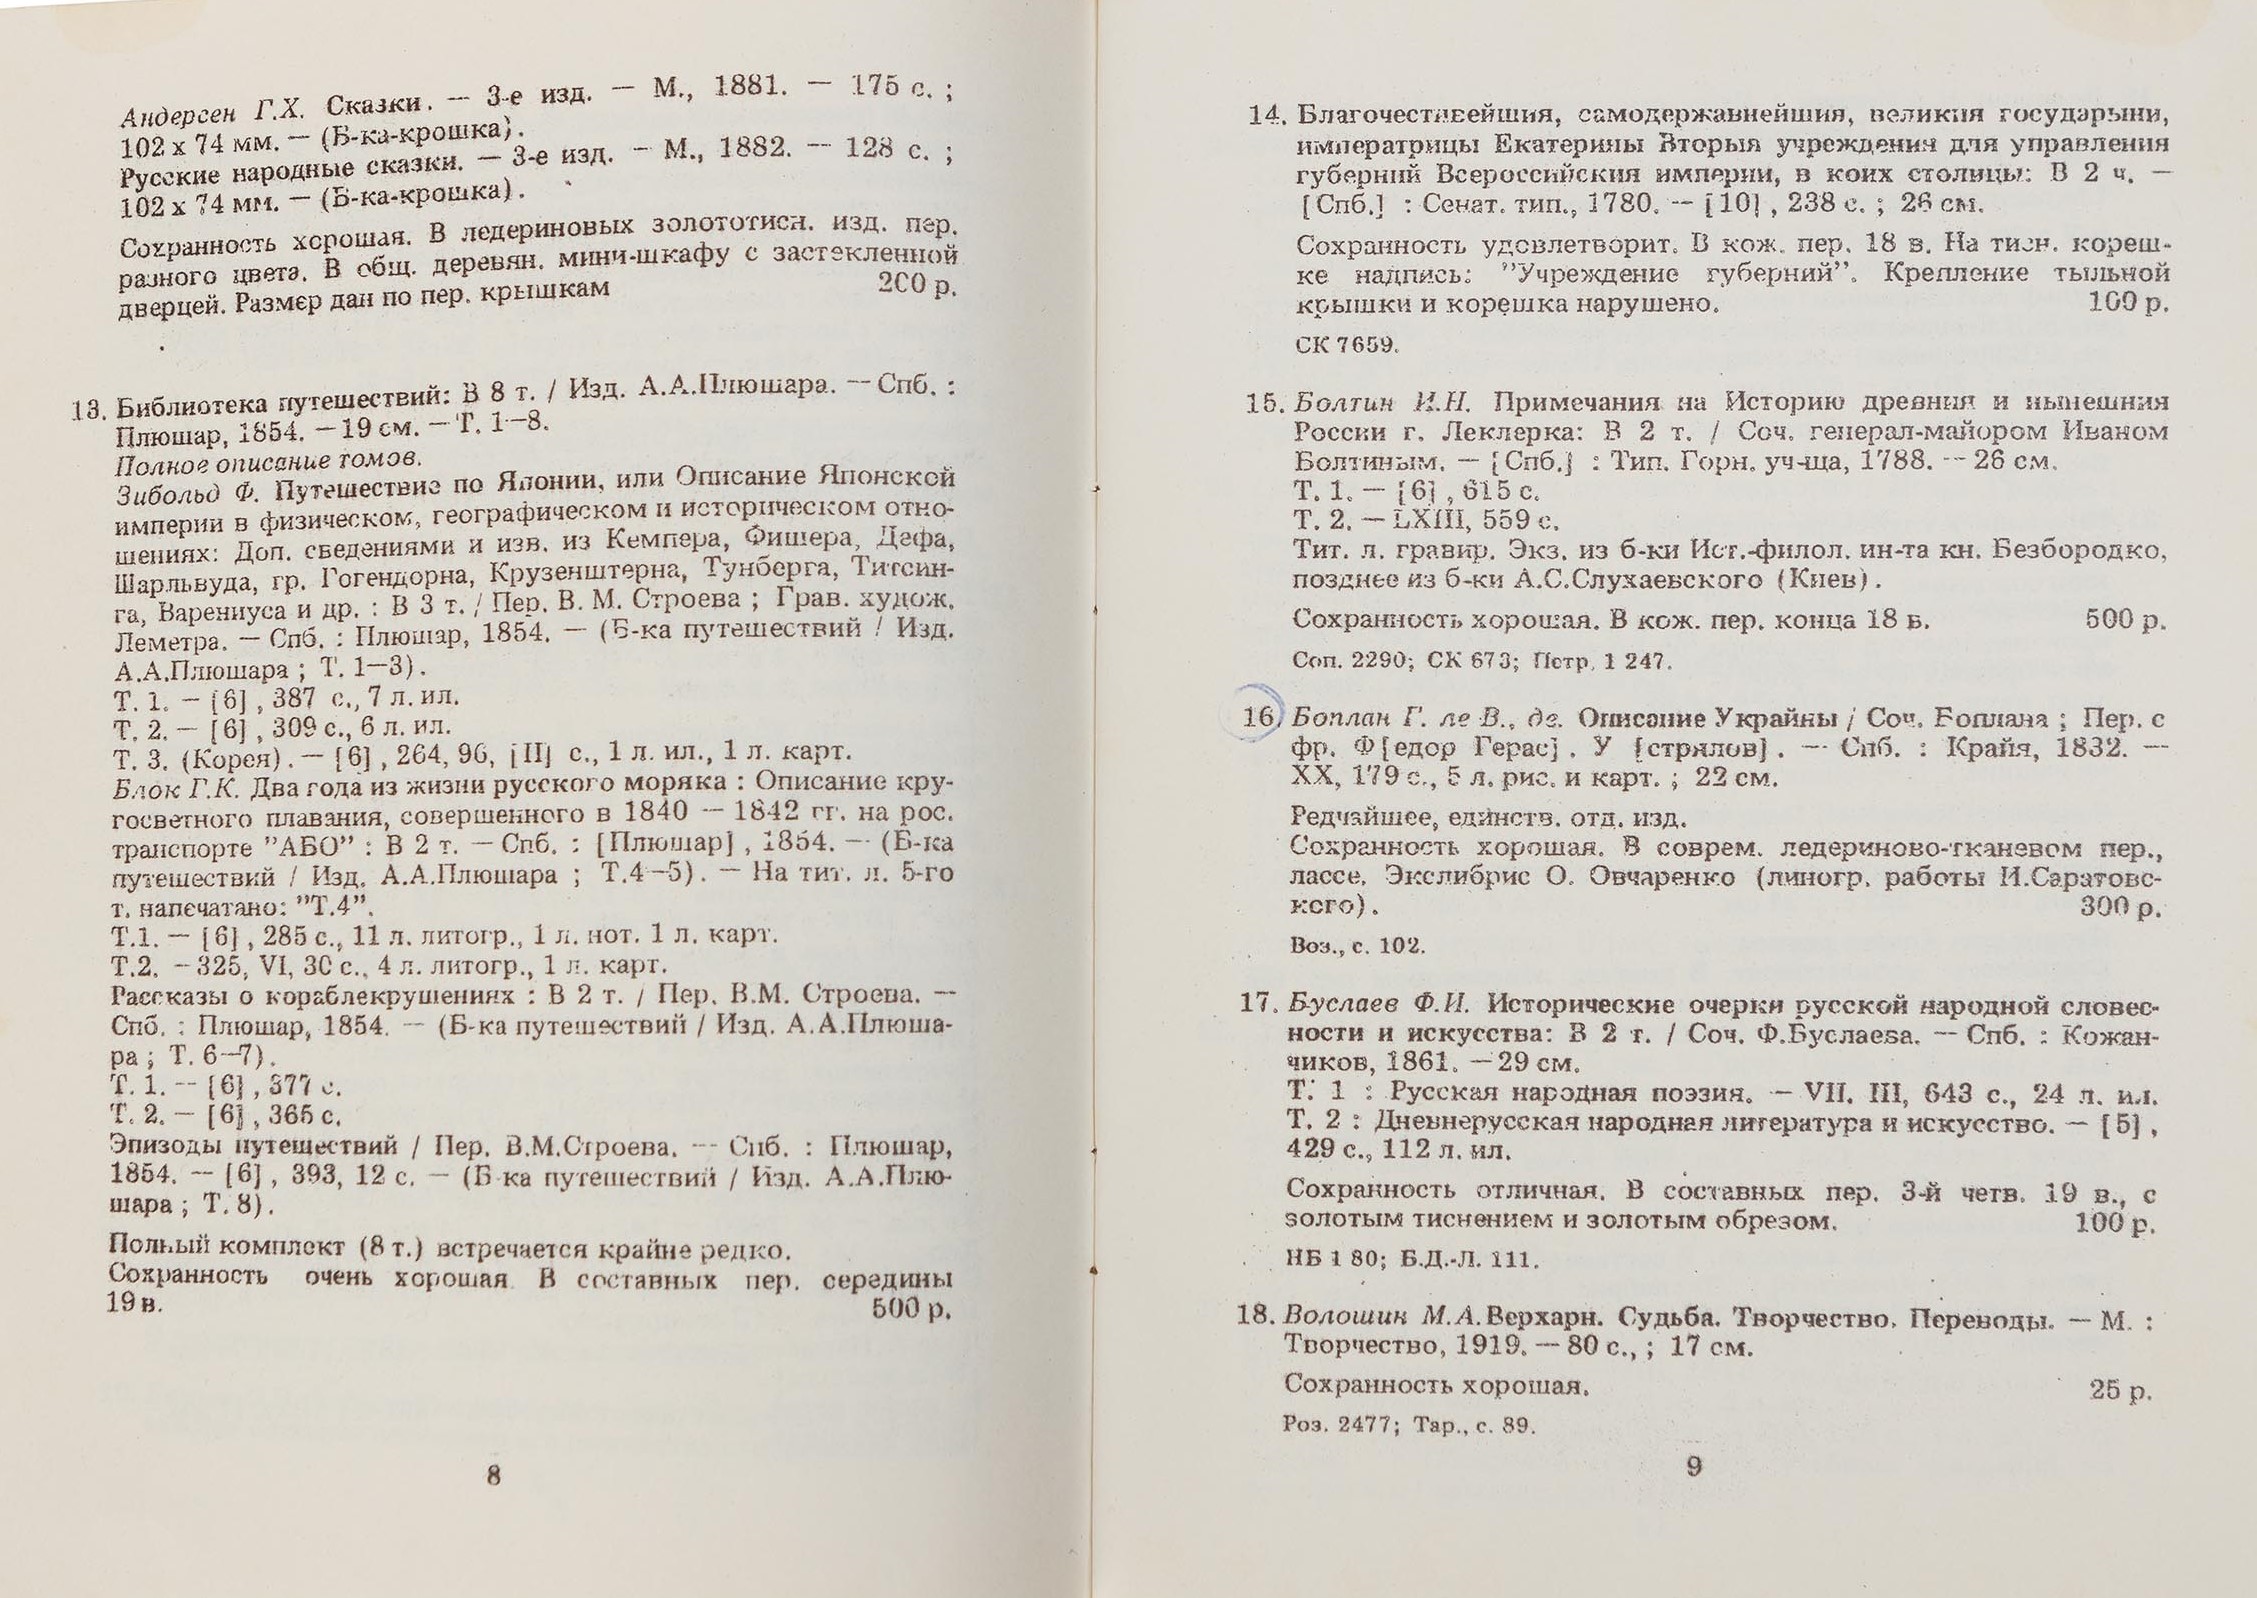 Андерсен Г.Х. Сказки. — 3-е изд. — М., 1881. — 175 с. ;
102 х 74 мм. — (Б-ка-крошка).
Русские народные сказки. — 3-е изд. — М., 1882. — 128 с. ;
102 х 74 мм. — (Б-ка-крошка).
Сохранность хорошая. В ледериновых золототисн. изд. пер.
разного цвета. В общ. деревян. мини-шкафу с застекленной
дверцей. Размер дан по пер. крышкам 200 р.
13. Библиотека путешествий: В 8 т. / Изд. А.А.Плюшара. — Спб. :
Плюшар, 1854. — 19 см. — Т. 1—8.
Полное описание томов.
Зибольд Ф. Путешествие по Японии, или Описание Японской
империи в физическом, географическом и историческом отно-
шениях: Доп. сведениями и изв. из Кемпера, Фишера, Дефа,
Шарльвуда, гр. Гогендорна, Крузенштерна, Тунберга, Титсин-
га, Варениуса и др. : В 3 т. / Пер. В. М. Строева ; Грав. худож.
Леметра. — Спб. : Плюшар, 1854. — (Б-ка путешествий / Изд.
А.А.Плюшара ; Т. 1—3).
Т. 1. — [6] , 387 с., 7 л. ил.
Т. 2. — [6] , 309 с., 6 л. ил.
Т. 3. (Корея). — [6] , 264, 96, [II] с., 1 л. ил., 1 л. карт.
Блок Г.К. Два года из жизни русского моряка : Описание кру-
госветного плавания, совершенного в 1840 — 1842 гг. на рос.
транспорте ”АБО” : В 2 т. — Спб. : [Плюшар] , 1854. — (Б-ка
путешествий / Изд. А.А.Плюшара ; Т.4—5). — На тит. л. 5-го
т. напечатано: ”Т.4”.
Т.1. — [6] , 285 с., 11 л. литогр., 1 л. нот. 1 л. карт.
Т.2. — 325, VI, 30 с., 4 л. литогр., 1 л. карт.
Рассказы о кораблекрушениях : В 2 т. / Пер. В.М. Строева. —
Спб. : Плюшар, 1854. — (Б-ка путешествий / Изд. А.А.Плюша-
ра ; Т. 6—7).
Т. 1. — [6] , 377 с.
Т. 2. — [6] , 365 с.
Эпизоды путешествий / Пер. В.М.Строева. — Спб. : Плюшар,
1854. — [6] , 393, 12 с. — (Б-ка путешествий / Изд. А.А.Плю-
шара ; Т. 8).
Полный комплект (8 т.) встречается крайне редко.
Сохранность очень хорошая. В составных пер. середины
19 в. 500 р.
8
14. Благочестивейшия, самодержавнейшия, великия государыни,
императрицы Екатерины Вторыя учреждения для управления
губерний Всероссийския империи, в коих столицы: В 2 ч. —
[Спб.] : Сенат. тип., 1780. — [10] , 238 с. ; 26 см.
Сохранность удовлетворит. В кож. пер. 18 в. На тисн. кореш-
ке надпись: ”Учреждение губерний”. Крепление тыльной
крышки и корешка нарушено. 100 р.
СК 7659.
15. Болтин И.Н. Примечания на Историю древния и нынешния
России г. Леклерка: В 2 т. / Соч. генерал-майором Иваном
Болтиным. — [Спб.] : Тип. Горн. уч-ща, 1788. — 26 см.
Т. 1. — [6] , 615 с.
Т. 2. — LXIII, 559 с.
Тит. л. гравир. Экз. из б-ки Ист.-филол. ин-та кн. Безбородко,
позднее из б-ки А.С.Слухаевского (Киев).
Сохранность хорошая. В кож. пер. конца 18 в. 500 р.
Соп. 2290; СК 673; Петр. 1 247.
16. Боплан Г. ле В., де. Описание Украйны / Соч. Боплана ; Пер. с
фр. Ф[едор Герас] . У [стрялов] . — Спб. : Крайя, 1832. —
XX, 179 с., 5 л. рис. и карт. ; 22 см.
Редчайшее, единств. отд. изд.
Сохранность хорошая. В соврем. ледериново-тканевом пер.,
лассе. Экслибрис О. Овчаренко (линогр. работы И.Саратовс-
кого). 300 р.
Воз., с. 102.
17. Буслаев Ф.И. Исторические очерки русской народной словес-
ности и искусства: В 2 т. / Соч. Ф.Буслаева. — Спб. : Кожан-
чиков, 1861. — 29 см.
Т. 1 : Русская народная поэзия. — VII. III, 643 с., 24 л. ил.
Т. 2 : Дневнерусская народная литература и искусство. — [5] ,
429 с., 112 л. ил.
Сохранность отличная. В составных пер. 3-й четв. 19 в., с
золотым тиснением и золотым обрезом. 100 р.
НБ 1 80; Б.Д.-Л. 111.
18. Волошин М.А. Верхарн. Судьба. Творчество. Переводы. — М. :
Творчество, 1919. — 80 с., ; 17 см.
Сохранность хорошая. 25 р.
Роз. 2477; Тар., с. 89.
9